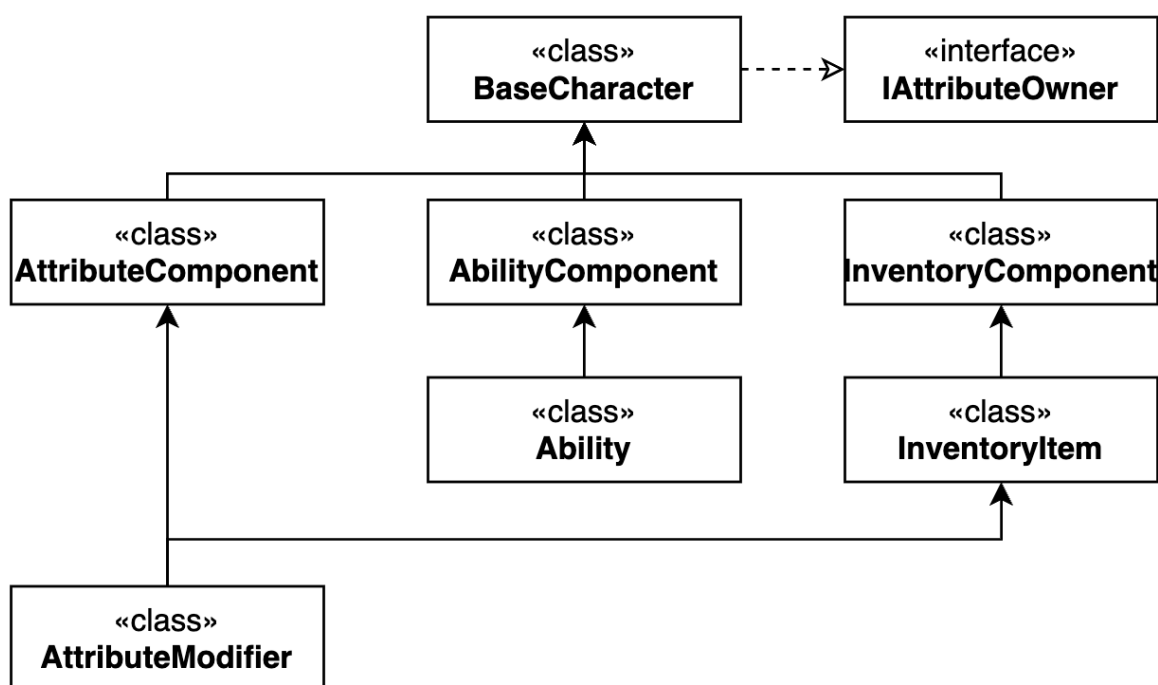 «class»
BaseCharacter
«interface»
IAttributeOwner
«class»
AttributeComponent
«class»
AbilityComponent
«class»
InventoryComponent
«class»
Ability
«class»
InventoryItem
«class»
AttributeModifier